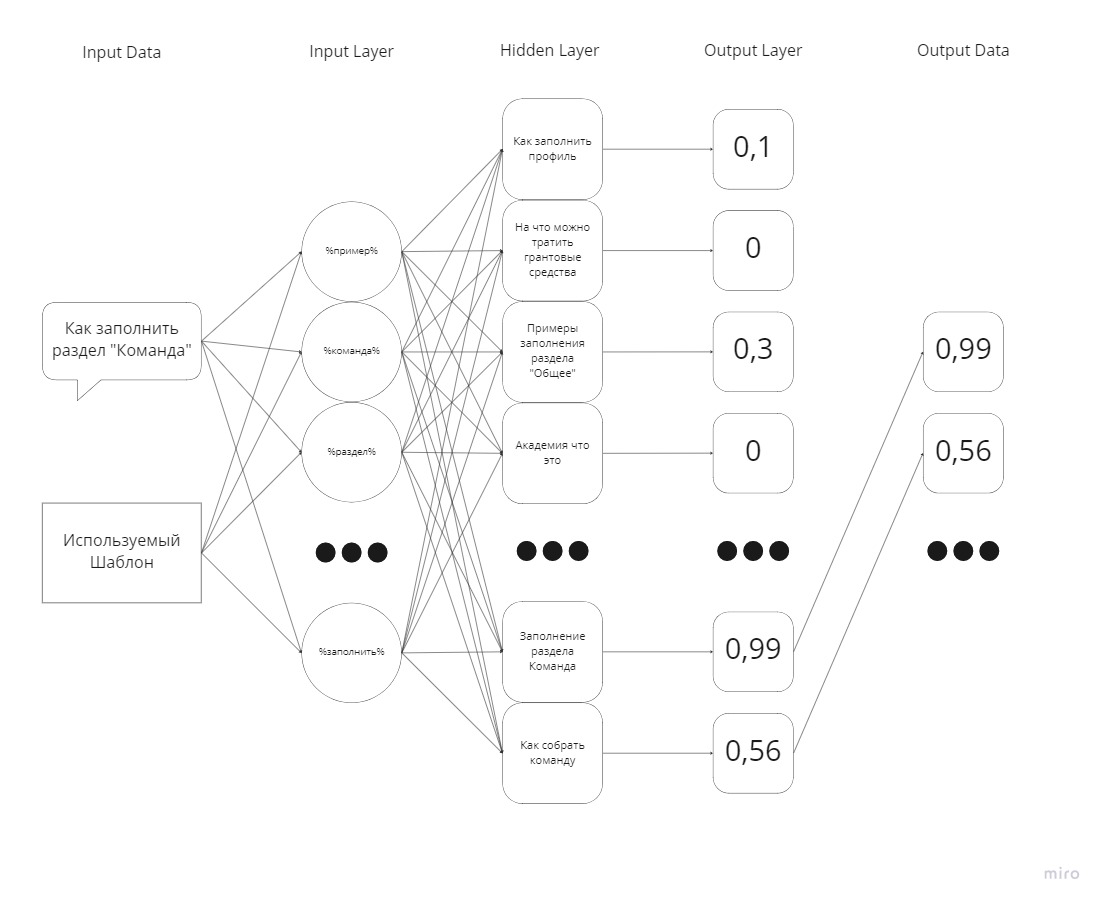 Input Data
Input Layer
Hidden Layer
Output Layer
Output Data
Как заполнить
раздел "Команда"
Используемый
Шаблон
%пример%
%команда%
%раздел%
%заполнить%
Как заполнить
профиль
На что можно
тратить
грантовые
средства
Примеры
заполнения
раздела
"Общее"
Академия что
это
Заполнение
раздела
Команда
Как собрать
команду
0,1
0
0,3
0
0,99
0,56
0,99
0,56
miro